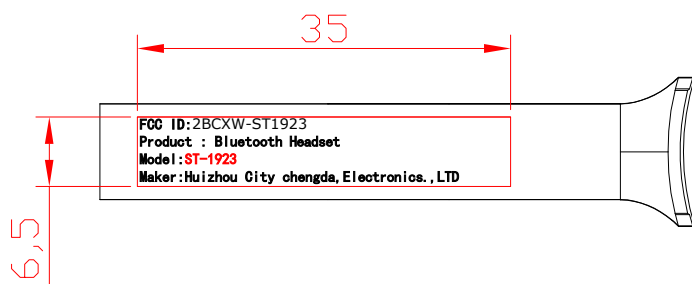 35
FCC ID:2BCXW-ST1923
Product : Bluetooth Headset
Model:ST-1923
Maker:Huizhou City chengda,Electronics.,LTD
6,5